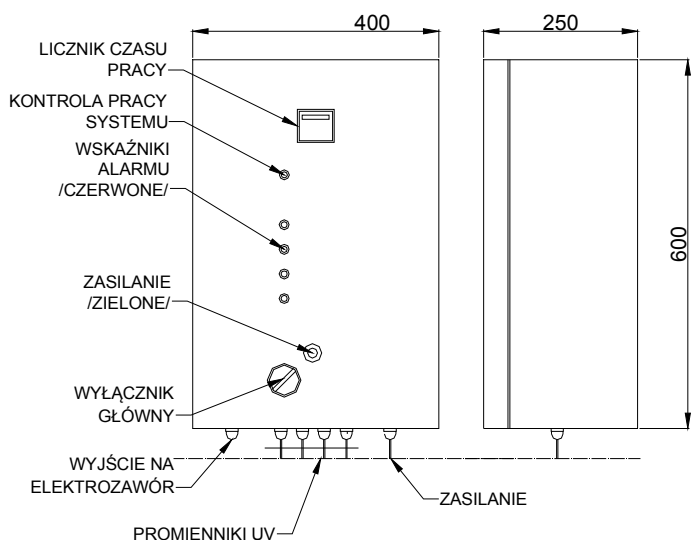 400
250
LICZNIK CZASU
PRACY
KONTROLA PRACY
SYSTEMU
WSKAŹNIKI
ALARMU
/CZERWONE/
600
ZASILANIE
/ZIELONE/
WYŁĄCZNIK
GŁÓWNY
WYJŚCIE NA
ELEKTROZAWÓR
ZASILANIE
PROMIENNIKI UV